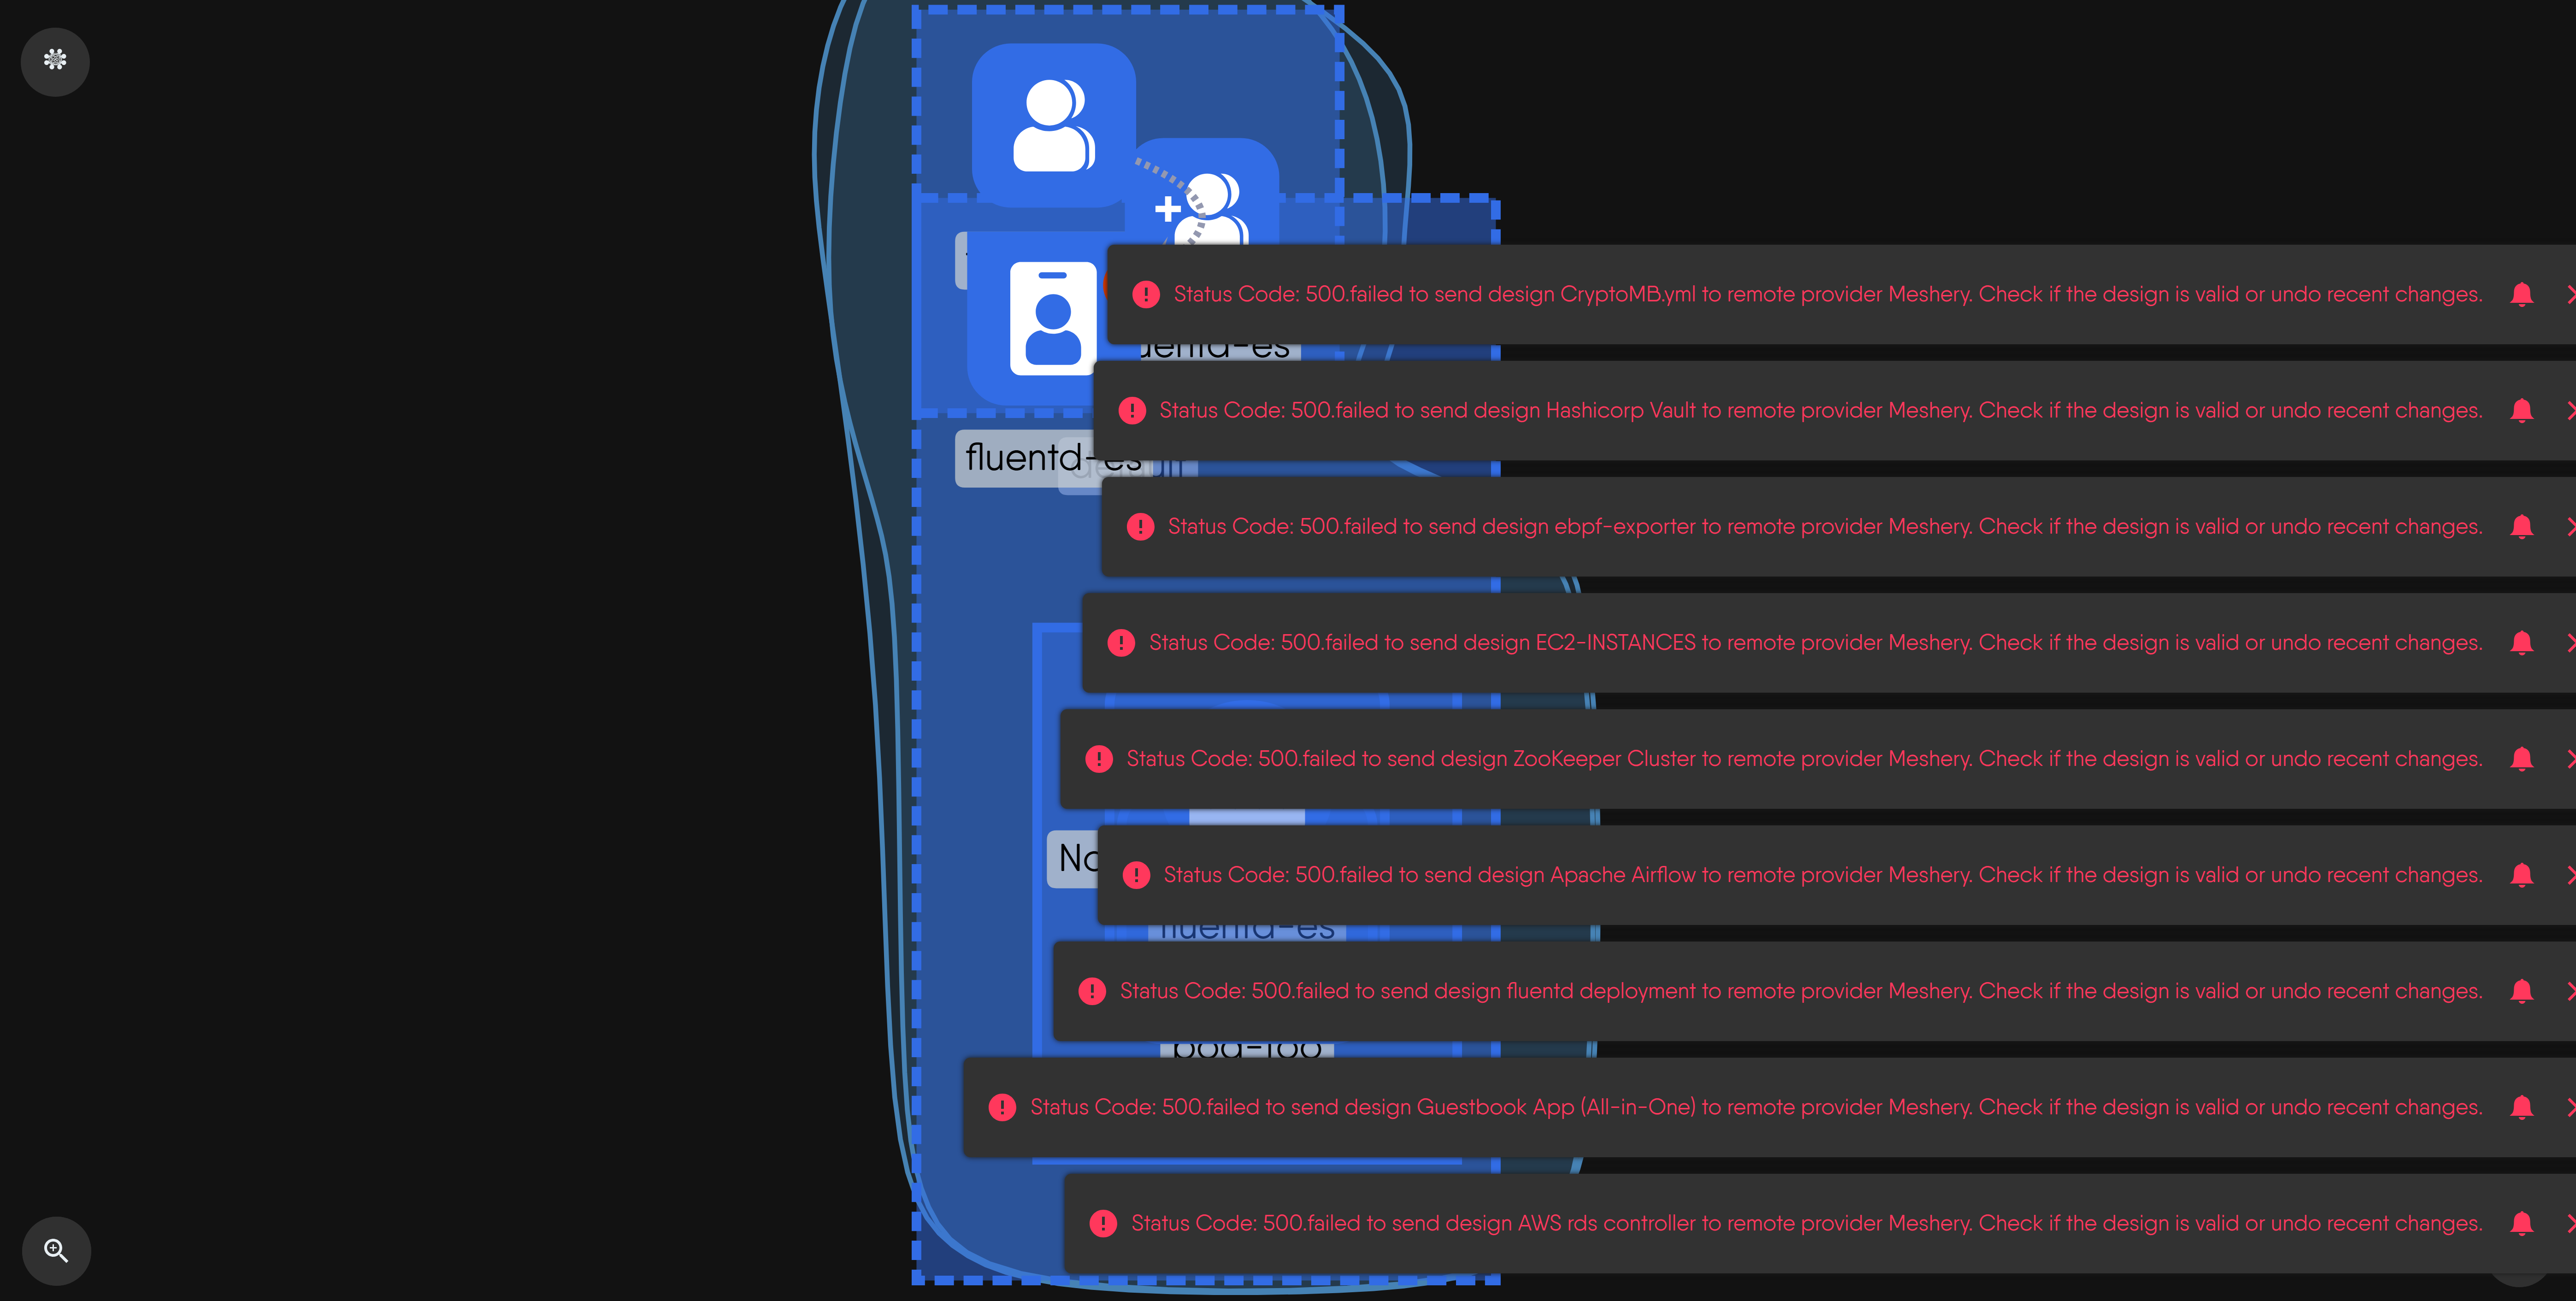 Status Code: 500.failed to send design CryptoMB.yml to remote provider Meshery. Check if the design is valid or undo recent changes.
fluentd-es
Status Code: 500.failed to send design Hashicorp Vault to remote provider Meshery. Check if the design is valid or undo recent changes.
fluentd-es
Status Code: 500.failed to send design ebpf-exporter to remote provider Meshery. Check if the design is valid or undo recent changes.
Status Code: 500.failed to send design EC2-INSTANCES to remote provider Meshery. Check if the design is valid or undo recent changes.
Status Code: 500.failed to send design ZooKeeper Cluster to remote provider Meshery. Check if the design is valid or undo recent changes.
Status Code: 500.failed to send design Apache Airflow to remote provider Meshery. Check if the design is valid or undo recent changes.
fluentd-es
Status Code: 500.failed to send design fluentd deployment to remote provider Meshery. Check if the design is valid or undo recent changes.
Status Code: 500.failed to send design Guestbook App (All-in-One) to remote provider Meshery. Check if the design is valid or undo recent changes.
Status Code: 500.failed to send design AWS rds controller to remote provider Meshery. Check if the design is valid or undo recent changes.